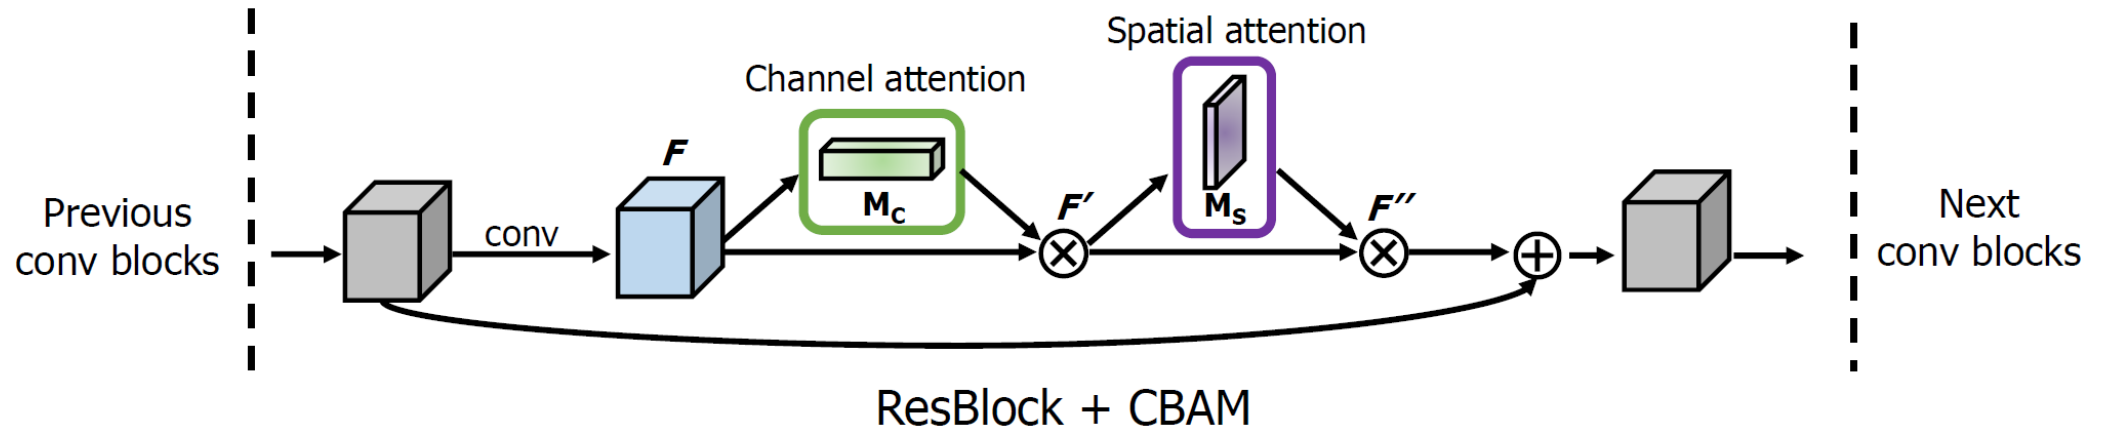 Spatial attention
Channel attention
F
M_C
F′
M_S
F′′
Previous
conv blocks
conv
Next
conv blocks
ResBlock + CBAM